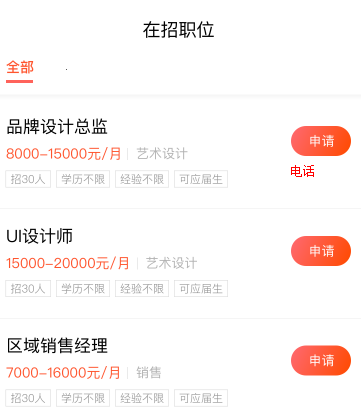 在招职位
全部
品牌设计总监
申请
8000-15000元/月 艺术设计
电话
招30人 学历不限 经验不限 可应届生
UI设计师
申请
15000-20000元/月 艺术设计
招30人 学历不限 经验不限 可应届生
区域销售经理
申请
7000-16000元/月 销售
招30人 学历不限 经验不限 可应届生